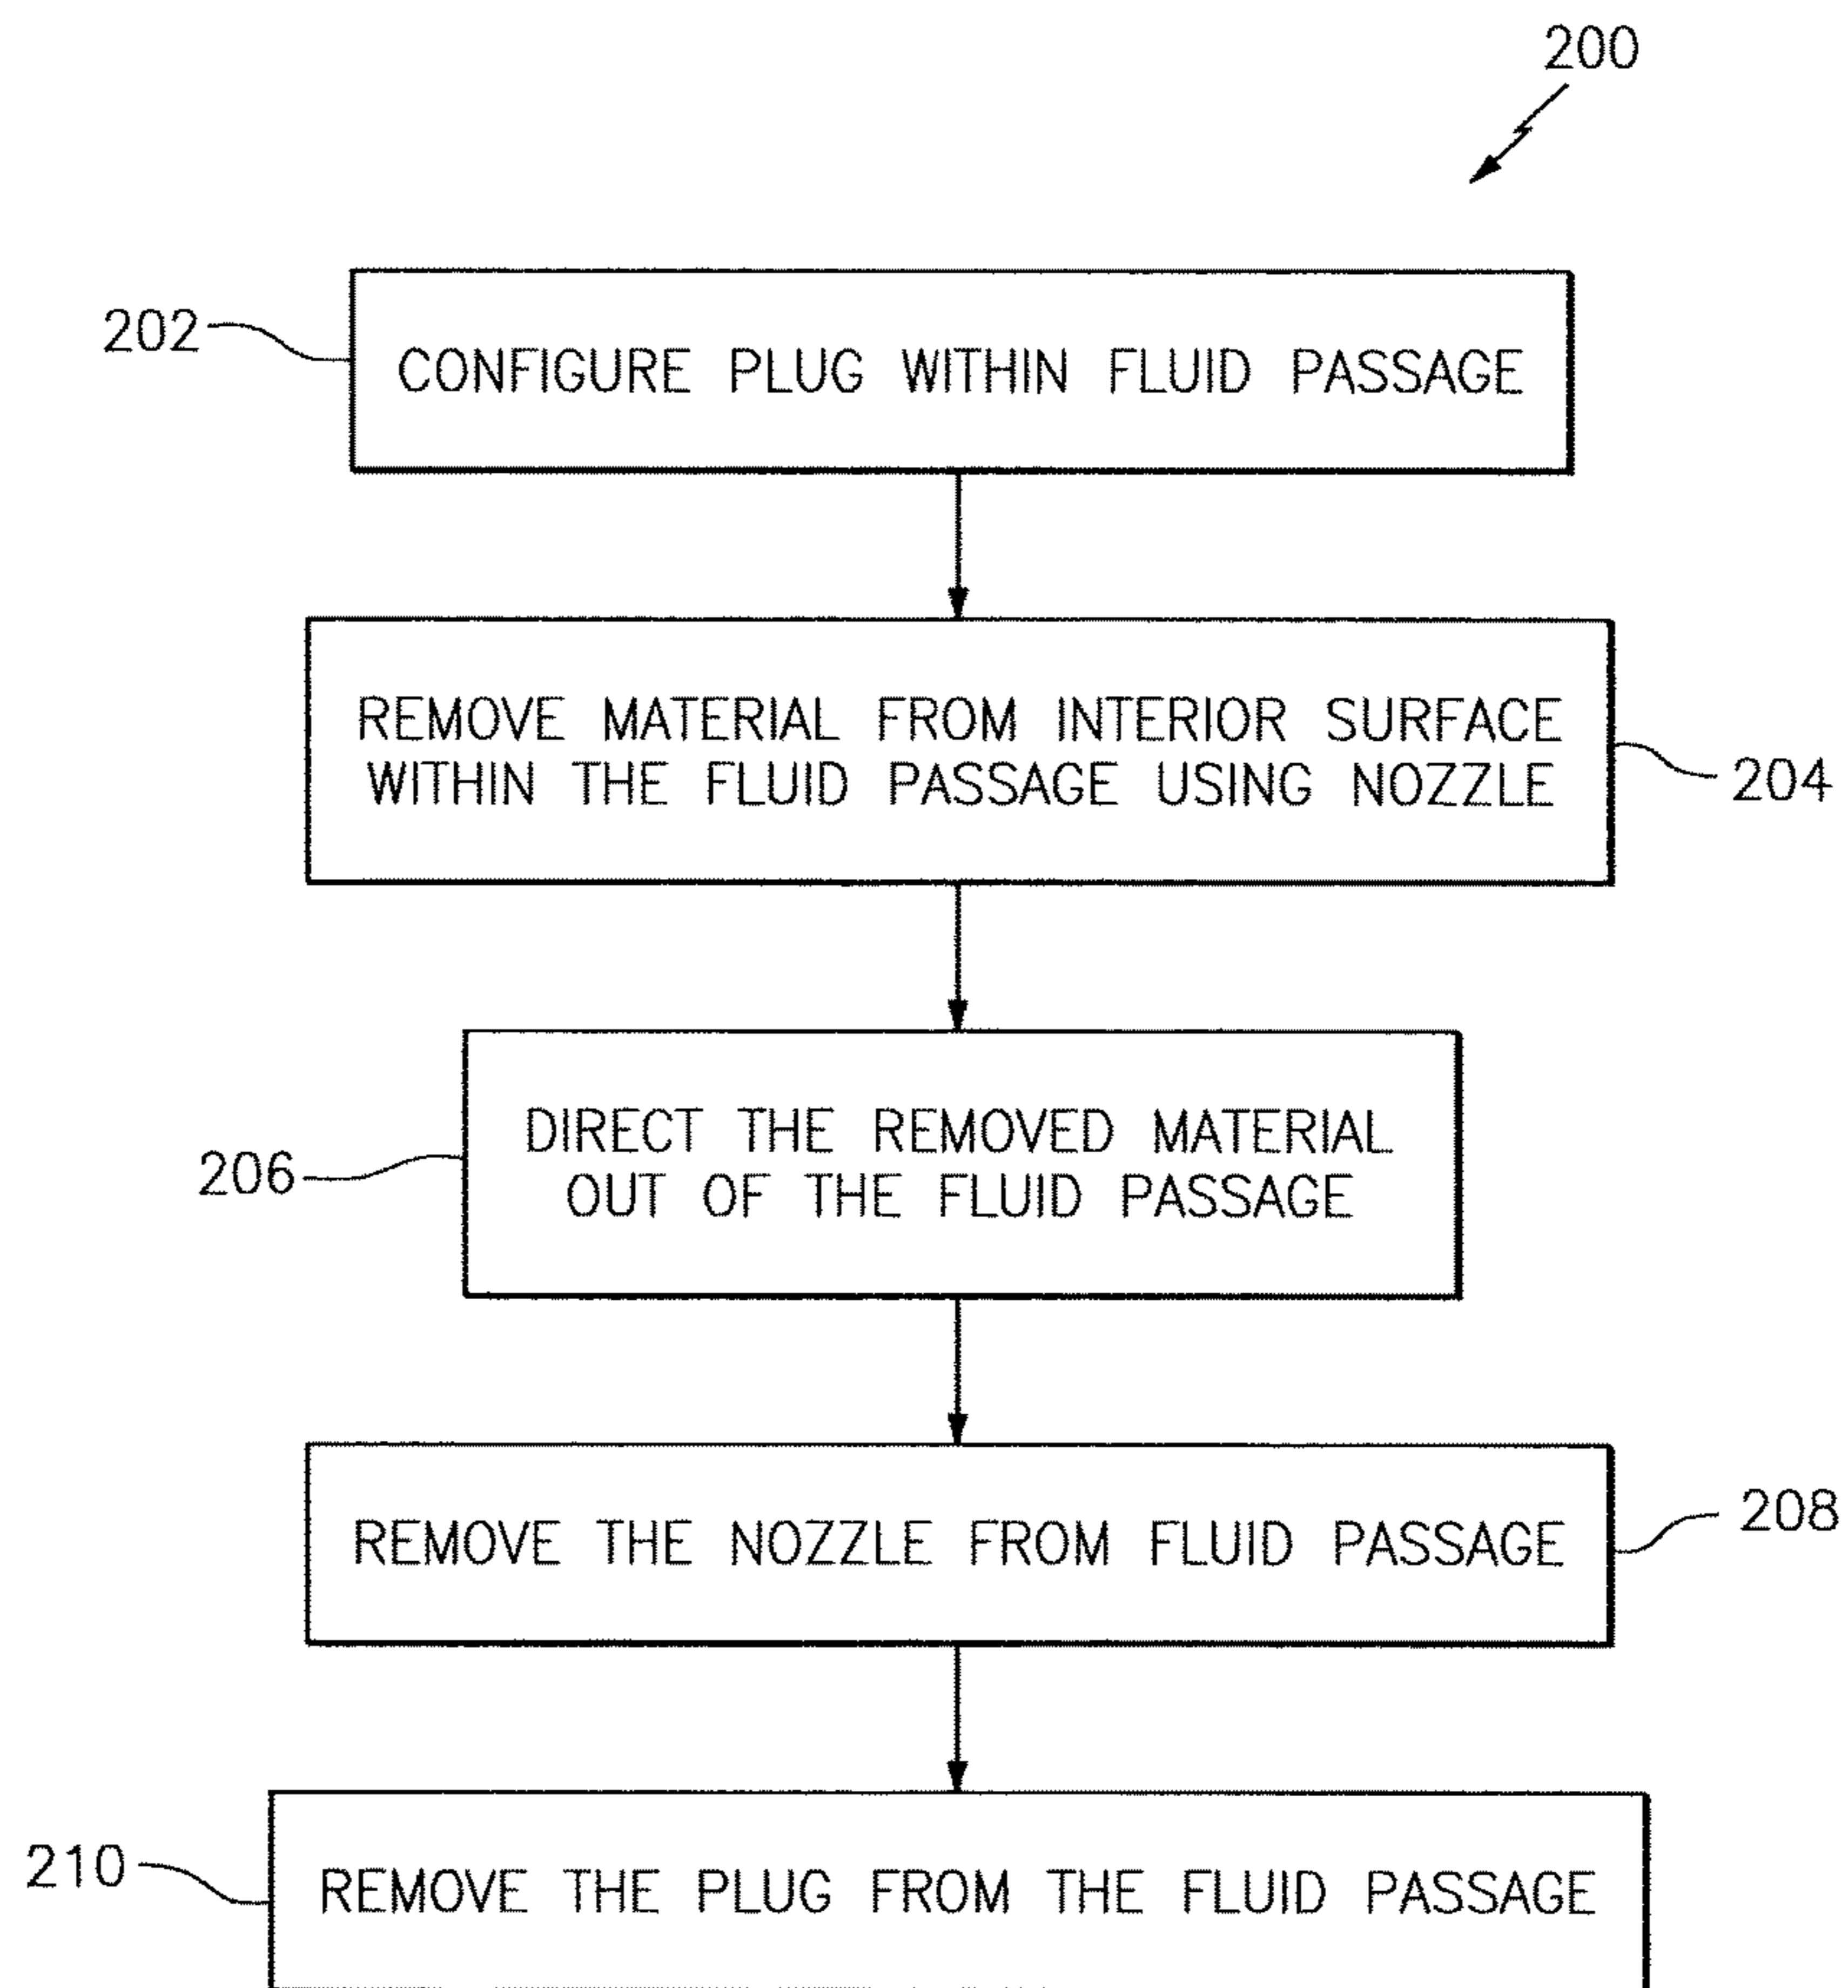 200
202
CONFIGURE PLUG WITHIN FLUID PASSAGE
REMOVE MATERIAL FROM INTERIOR SURFACE
WITHIN THE FLUID PASSAGE USING NOZZLE
204
DIRECT THE REMOVED MATERIAL
OUT OF THE FLUID PASSAGE
206
REMOVE THE NOZZLE FROM FLUID PASSAGE
208
210
REMOVE THE PLUG FROM THE FLUID PASSAGE